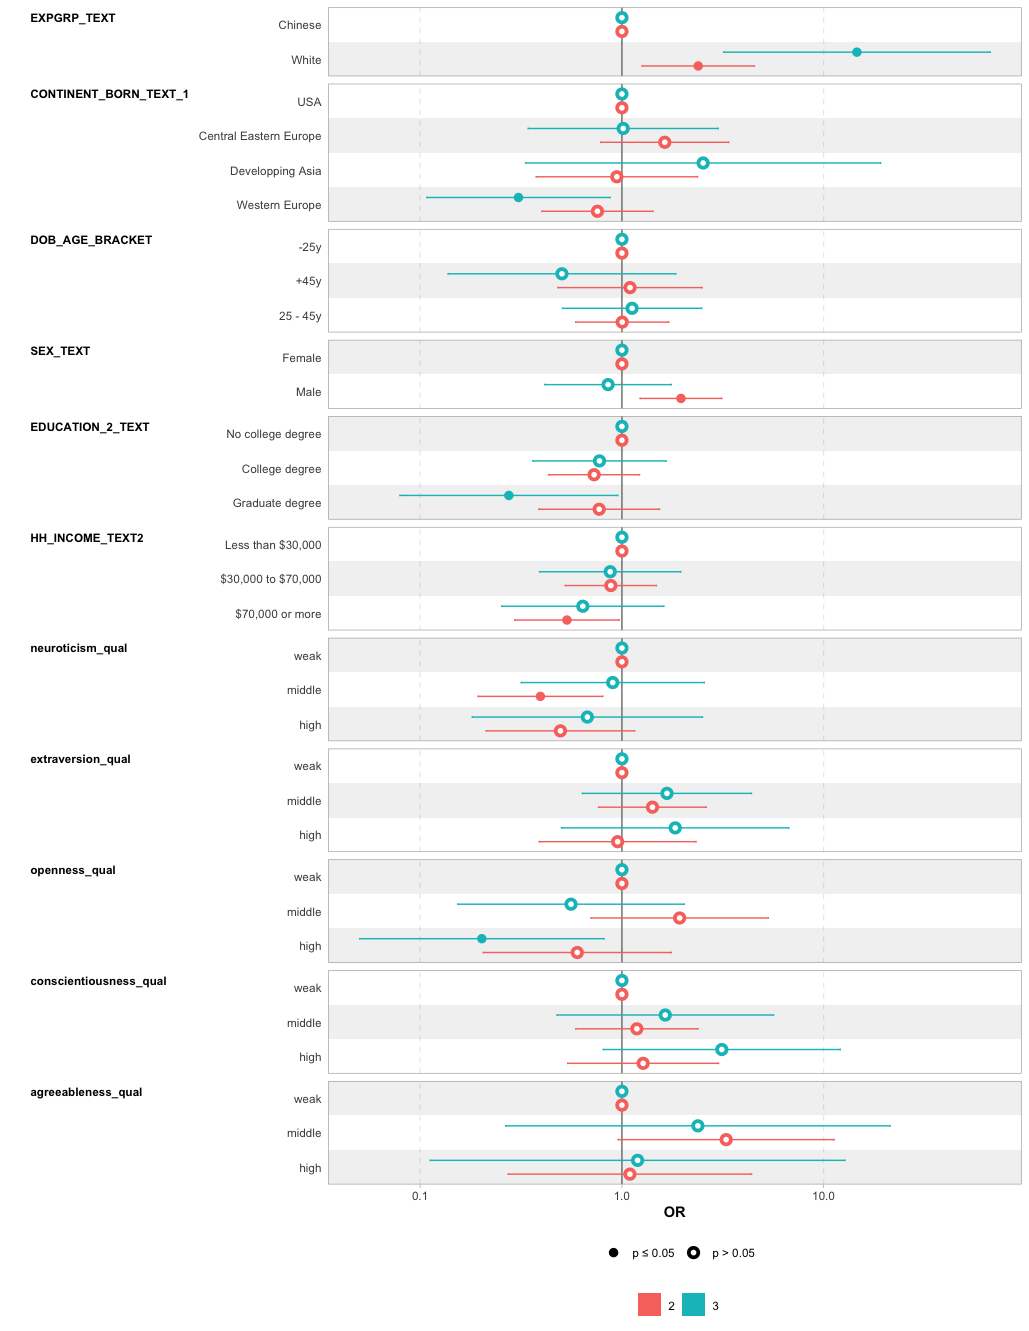 EXPGRP_TEXT
Chinese
White
CONTINENT_BORN_TEXT_1
USA
Central Eastern Europe
Developping Asia
Western Europe
DOB_AGE_BRACKET
-25y
+45y
25 - 45y
SEX_TEXT
Female
Male
EDUCATION_2_TEXT
No college degree
College degree
Graduate degree
HH_INCOME_TEXT2
Less than $30,000
$30,000 to $70,000
$70,000 or more
neuroticism_qual
weak
middle
high
extraversion_qual
weak
middle
high
openness_qual
weak
middle
high
conscientiousness_qual
weak
middle
high
agreeableness_qual
weak
middle
high
0.1 1.0 10.0
OR
p ≤ 0.05 p > 0.05
2 3